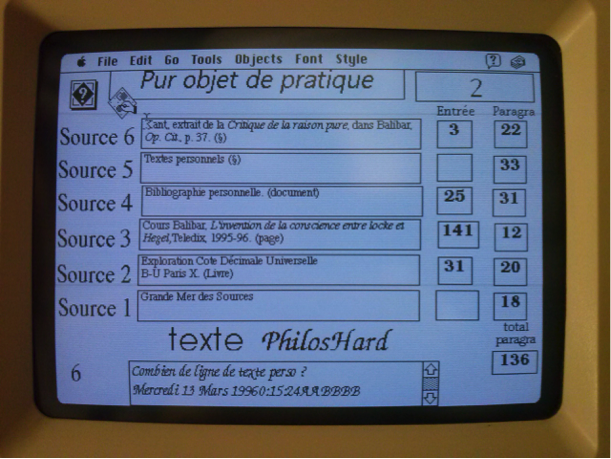 File Edit Go Tools Objects Font Style
Pur objet de pratique
2
Entrée Paragra
Source 6
Kant, extrait de la Critique de la raison pure, dans Balibar,
Op. Cit., p. 37. (§)
3 22
Source 5
Textes personnels (§)
33
Source 4
Bibliographie personnelle. (document)
25 31
Source 3
Cours Balibar, L'invention de la conscience entre locke et
Hegel, Teledix, 1995-96. (page)
141 12
Source 2
Exploration Cote Décimale Universelle
B-U Paris X. (Livre)
31 20
Source 1
Grande Mer des Sources
18
texte PhilosHard
total
paragra
136
6
Combien de ligne de texte perso ?
Mercredi 13 Mars 19960:15:24AABBBB